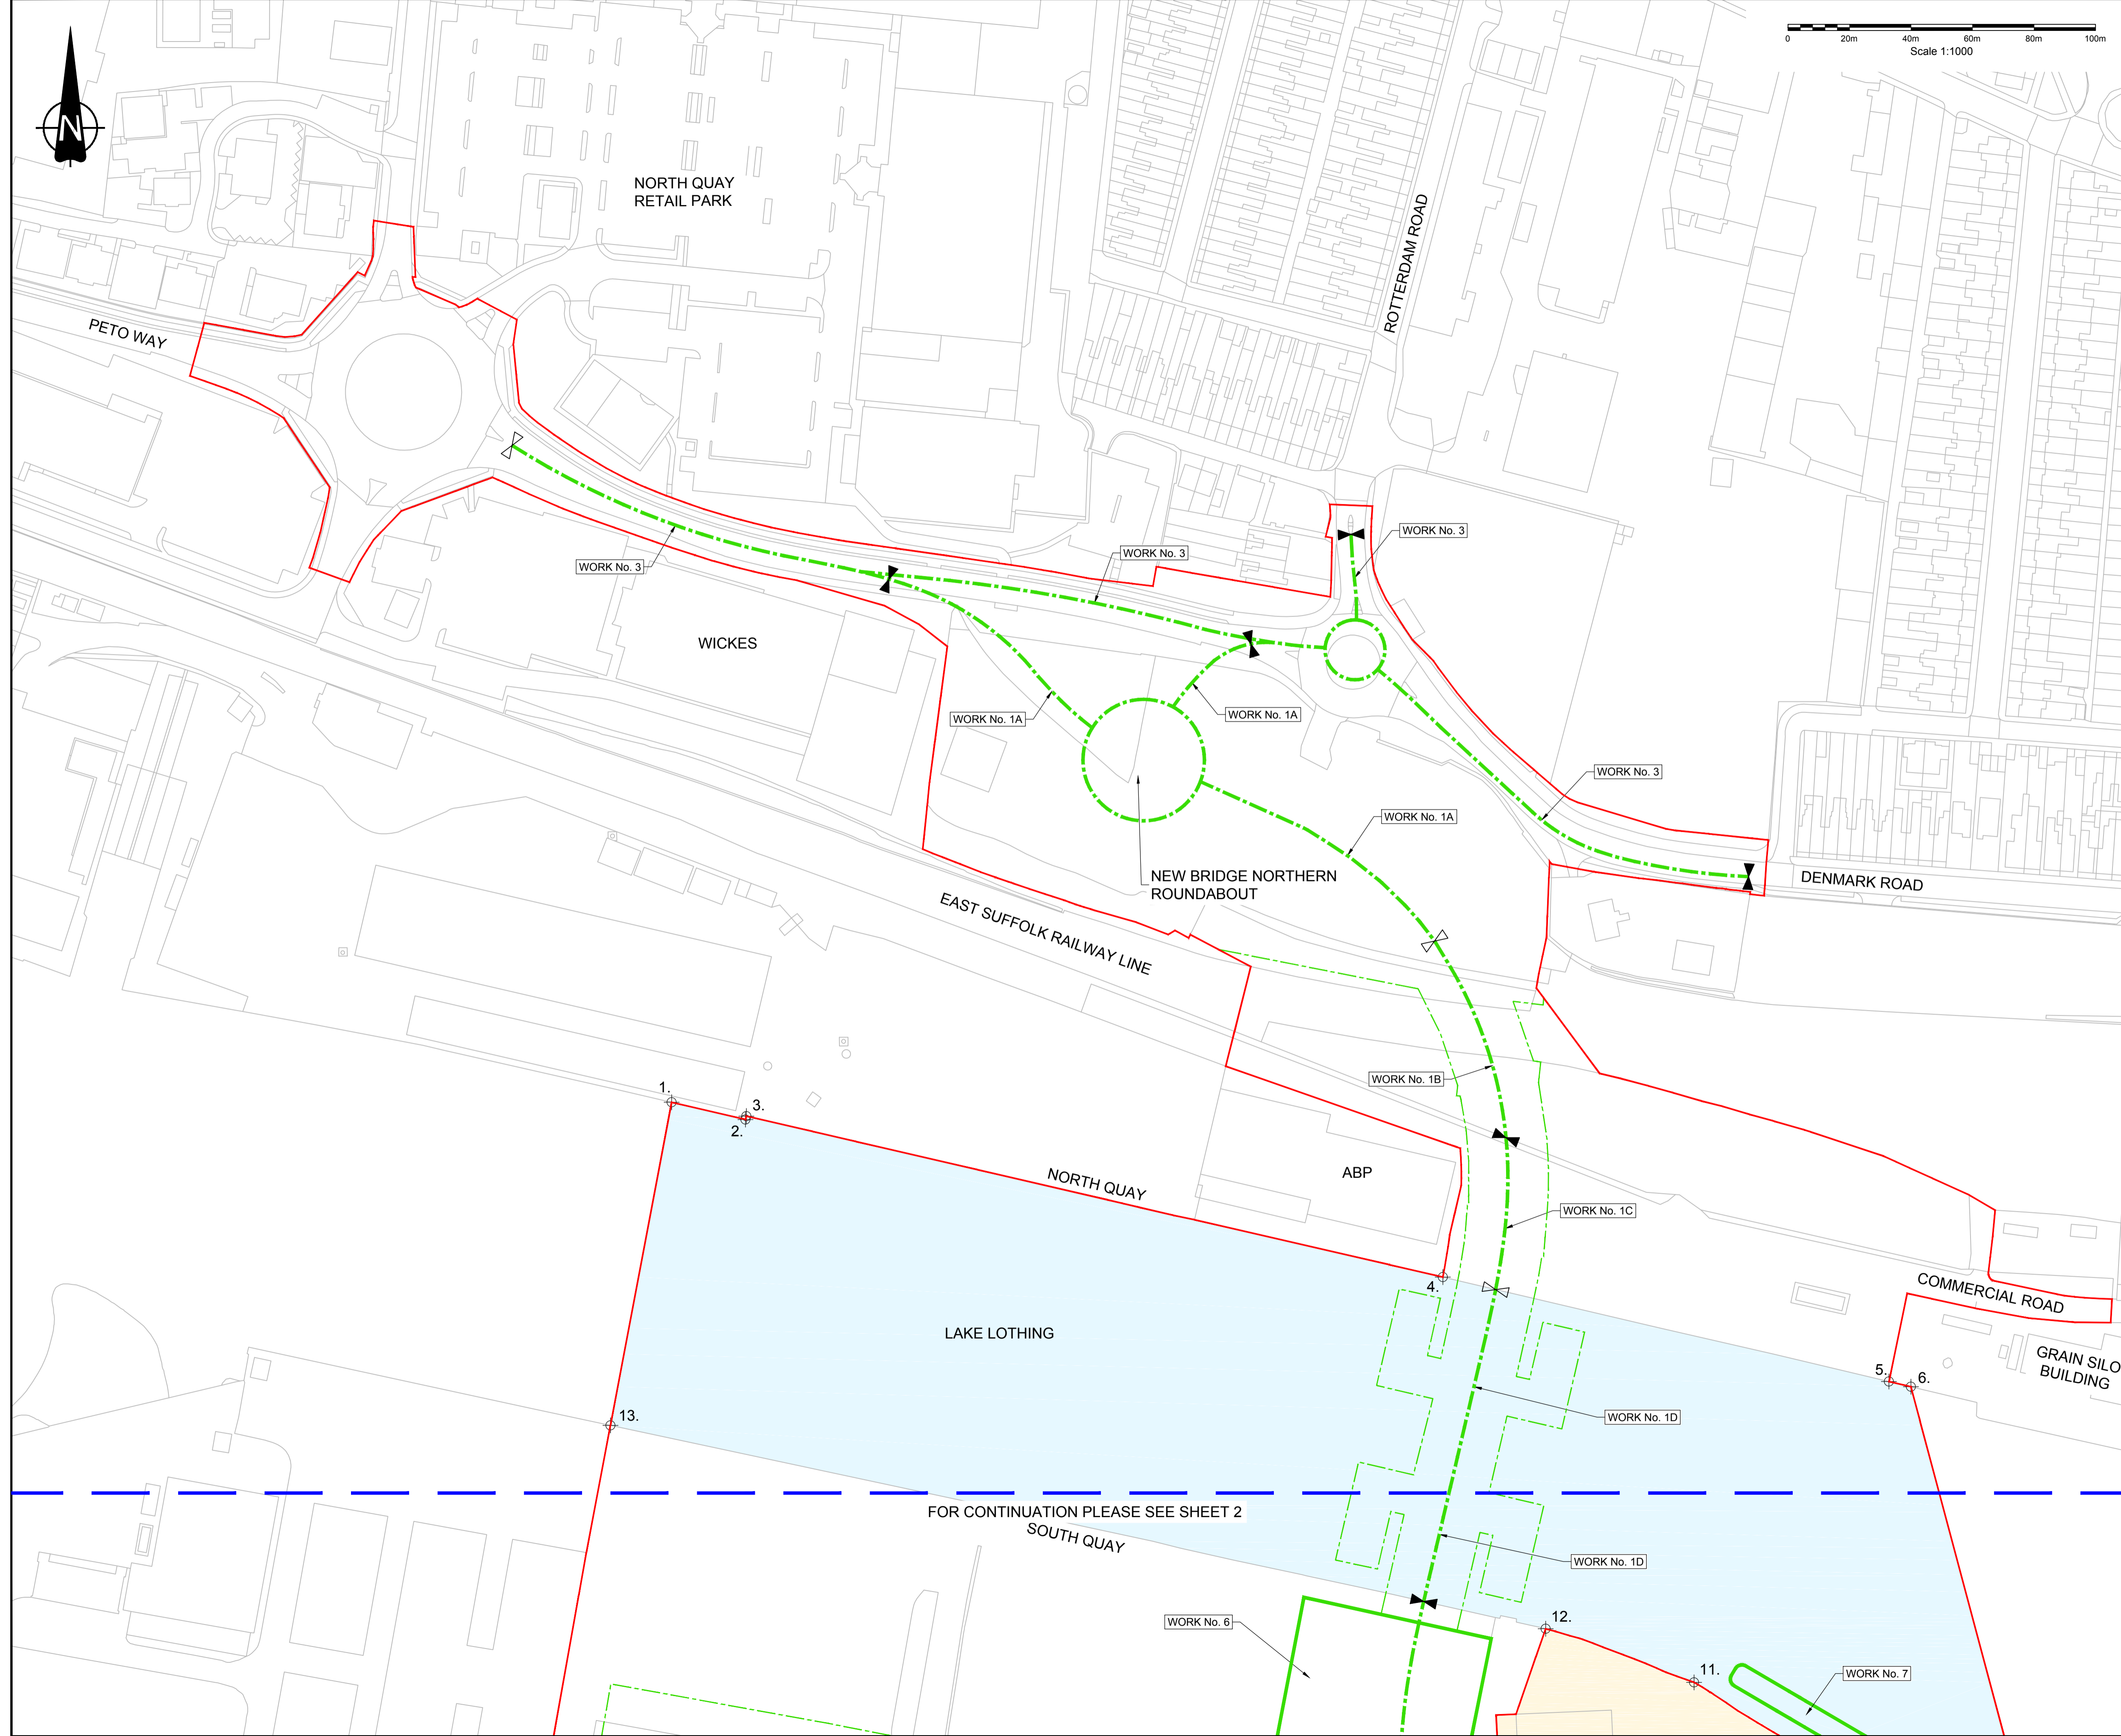 N
0 20m 40m 60m 80m 100m
Scale 1:1000
NORTH QUAY
RETAIL PARK
ROTTERDAM ROAD
PETO WAY
WORK No. 3
WORK No. 3
WORK No. 3
WICKES
WORK No. 1A
WORK No. 1A
WORK No. 3
WORK No. 1A
NEW BRIDGE NORTHERN
ROUNDABOUT
DENMARK ROAD
EAST SUFFOLK RAILWAY LINE
WORK No. 1B
1.
3.
2.
NORTH QUAY
ABP
WORK No. 1C
4.
COMMERCIAL ROAD
LAKE LOTHING
GRAIN SILO
BUILDING
5.
6.
13.
WORK No. 1D
FOR CONTINUATION PLEASE SEE SHEET 2
SOUTH QUAY
WORK No. 1D
WORK No. 6
12.
11.
WORK No. 7